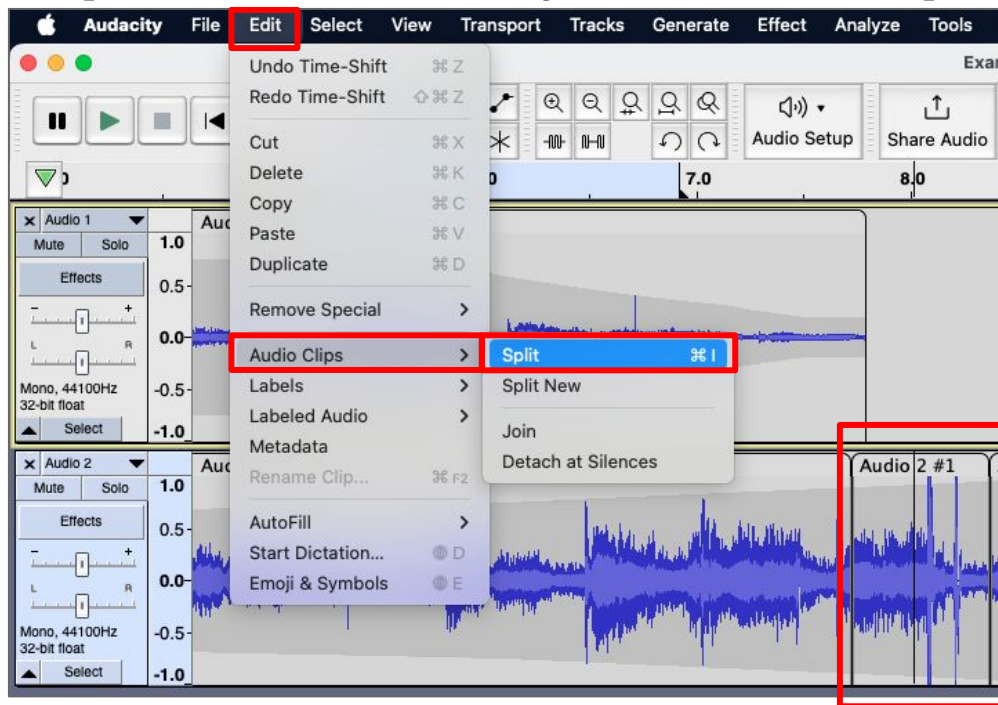 Audacity File Edit Select View Transport Tracks Generate Effect Analyze Tools
Undo Time-Shift ⌘ Z
Redo Time-Shift ⇧ ⌘ Z
Cut ⌘ X
Delete ⌘ K
Copy ⌘ C
Paste ⌘ V
Duplicate ⌘ D
Remove Special >
Audio Clips >
Labels >
Labeled Audio >
Metadata
Rename Clip... ⌘ F2
AutoFill >
Start Dictation... D
Emoji & Symbols E
Split ⌘ I
Split New
Join
Detach at Silences
Audio Setup
Share Audio
7.0 8.0
Audio 1
Mute Solo
Effects
- +
L R
Mono, 44100Hz
32-bit float
Select
1.0
0.5-
0.0-
-0.5-
-1.0
Audio 2
Mute Solo
Effects
- +
L R
Mono, 44100Hz
32-bit float
Select
1.0
0.5-
0.0-
-0.5-
-1.0
Audio 2 #1